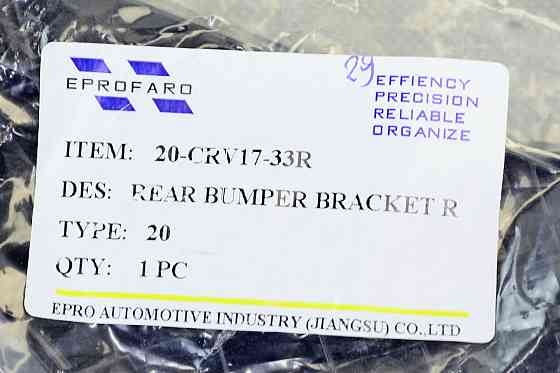 EPROFARO
29
EFFIENCY
PRECISION
RELIABLE
ORGANIZE
ITEM: 20-CRV17-33R
DES: REAR BUMPER BRACKET R
TYPE: 20
QTY: 1 PC
EPRO AUTOMOTIVE INDUSTRY (JIANGSU) CO.,LTD